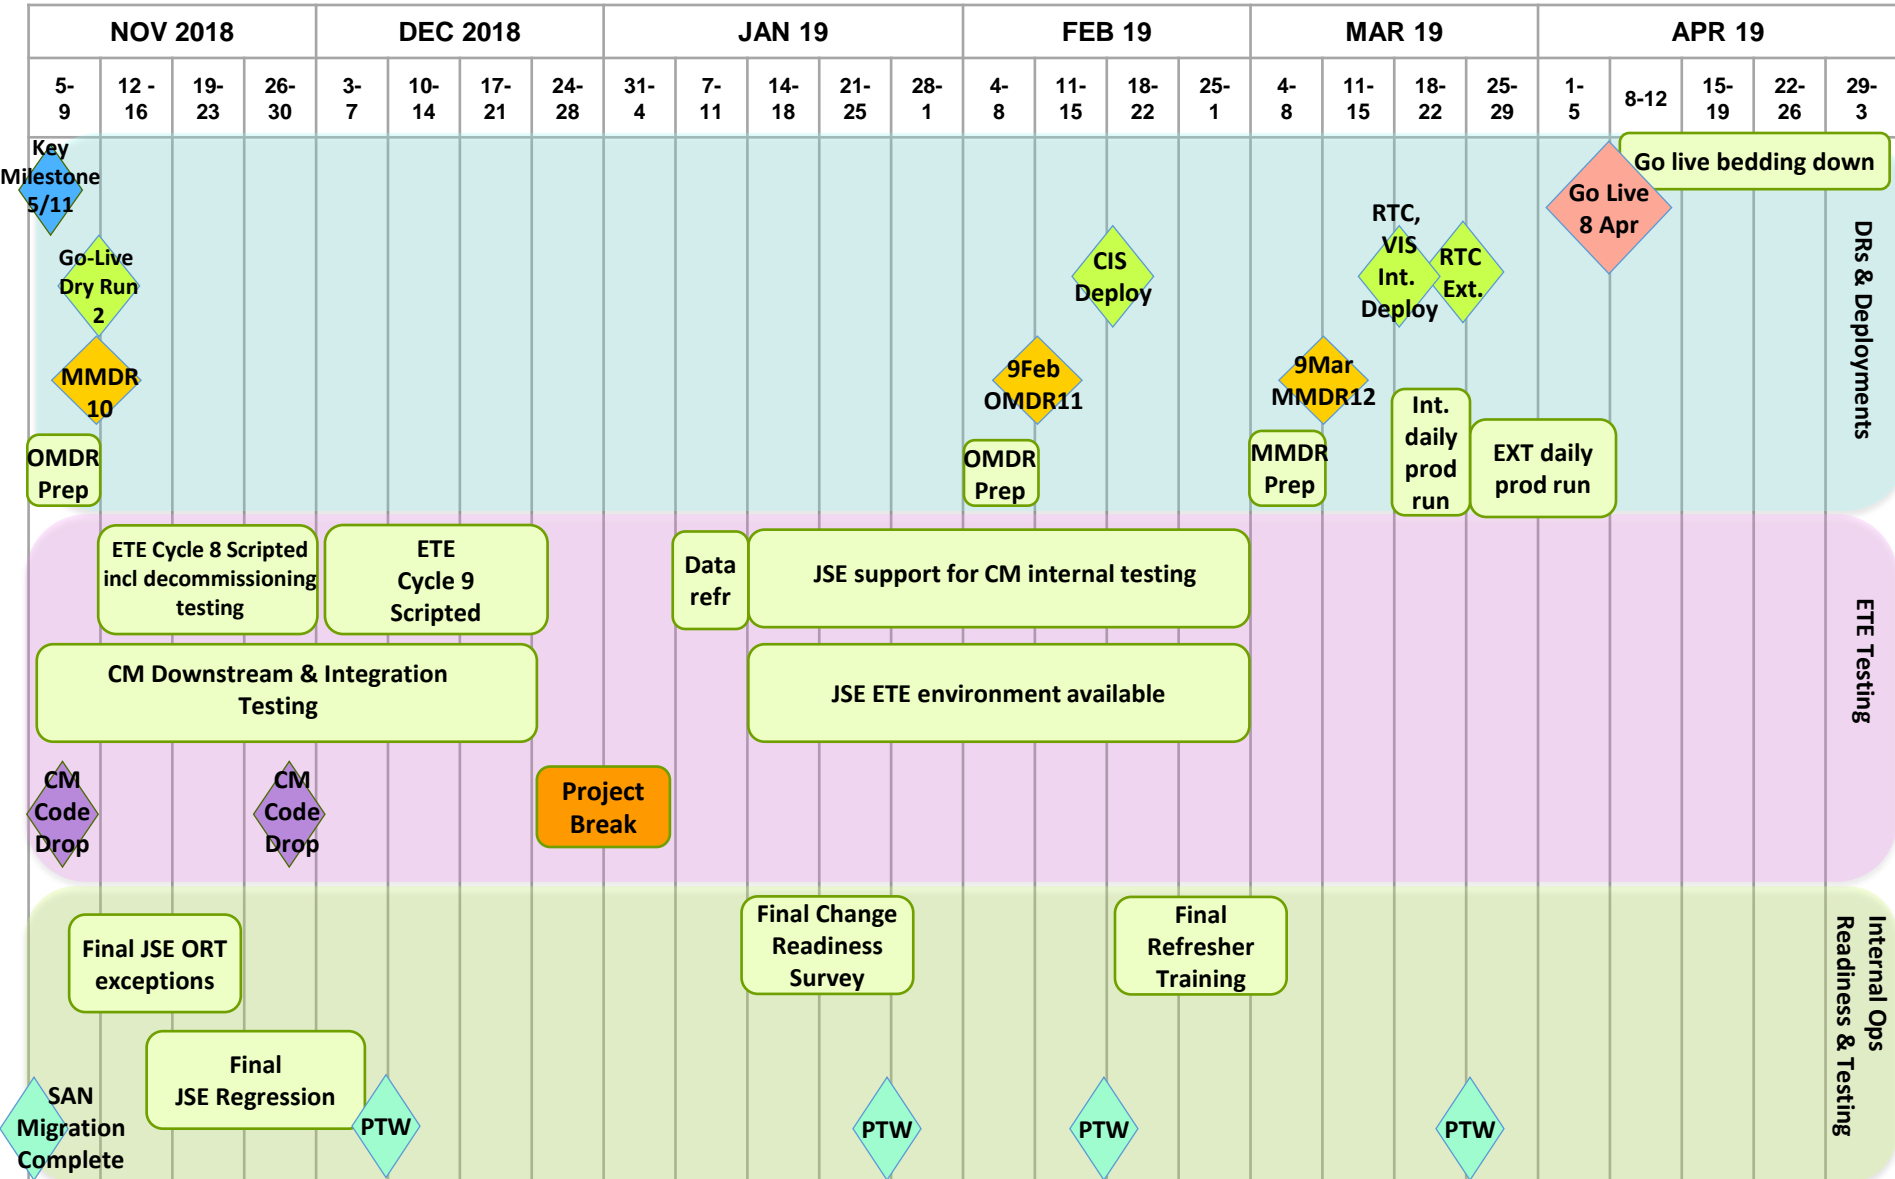 NOV 2018
DEC 2018
JAN 19
FEB 19
MAR 19
APR 19
5-
9
12 -
16
19-
23
26-
30
3-
7
10-
14
17-
21
24-
28
31-
4
7-
11
14-
18
21-
25
28-
1
4-
8
11-
15
18-
22
25-
1
4-
8
11-
15
18-
22
25-
29
1-
5
8-12
15-
19
22-
26
29-
3
Key
Milestone
5/11
Go live bedding down
Go Live
8 Apr
Go-Live
Dry Run
2
CIS
Deploy
RTC,
VIS
Int.
Deploy
RTC
Ext.
MMDR
10
9Feb
OMDR11
9Mar
MMDR12
OMDR
Prep
OMDR
Prep
MMDR
Prep
Int.
daily
prod
run
EXT daily
prod run
DRs & Deployments
ETE Cycle 8 Scripted
incl decommissioning
testing
ETE
Cycle 9
Scripted
Data
refr
JSE support for CM internal testing
CM Downstream & Integration
Testing
JSE ETE environment available
CM
Code
Drop
CM
Code
Drop
Project
Break
ETE Testing
Final JSE ORT
exceptions
Final Change
Readiness
Survey
Final
Refresher
Training
Final
JSE Regression
SAN
Migration
Complete
PTW
PTW
PTW
PTW
Internal Ops
Readiness & Testing